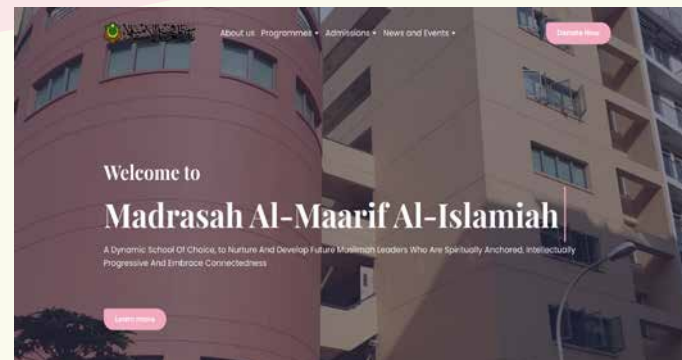 About us Programmes Admissions News and Events Donate Now
Welcome to
Madrasah Al-Maarif Al-Islamiah
A Dynamic School Of Choice, to Nurture And Develop Future Muslimah Leaders Who Are Spiritually Anchored, Intellectually
Progressive And Embrace Connectedness
Learn more